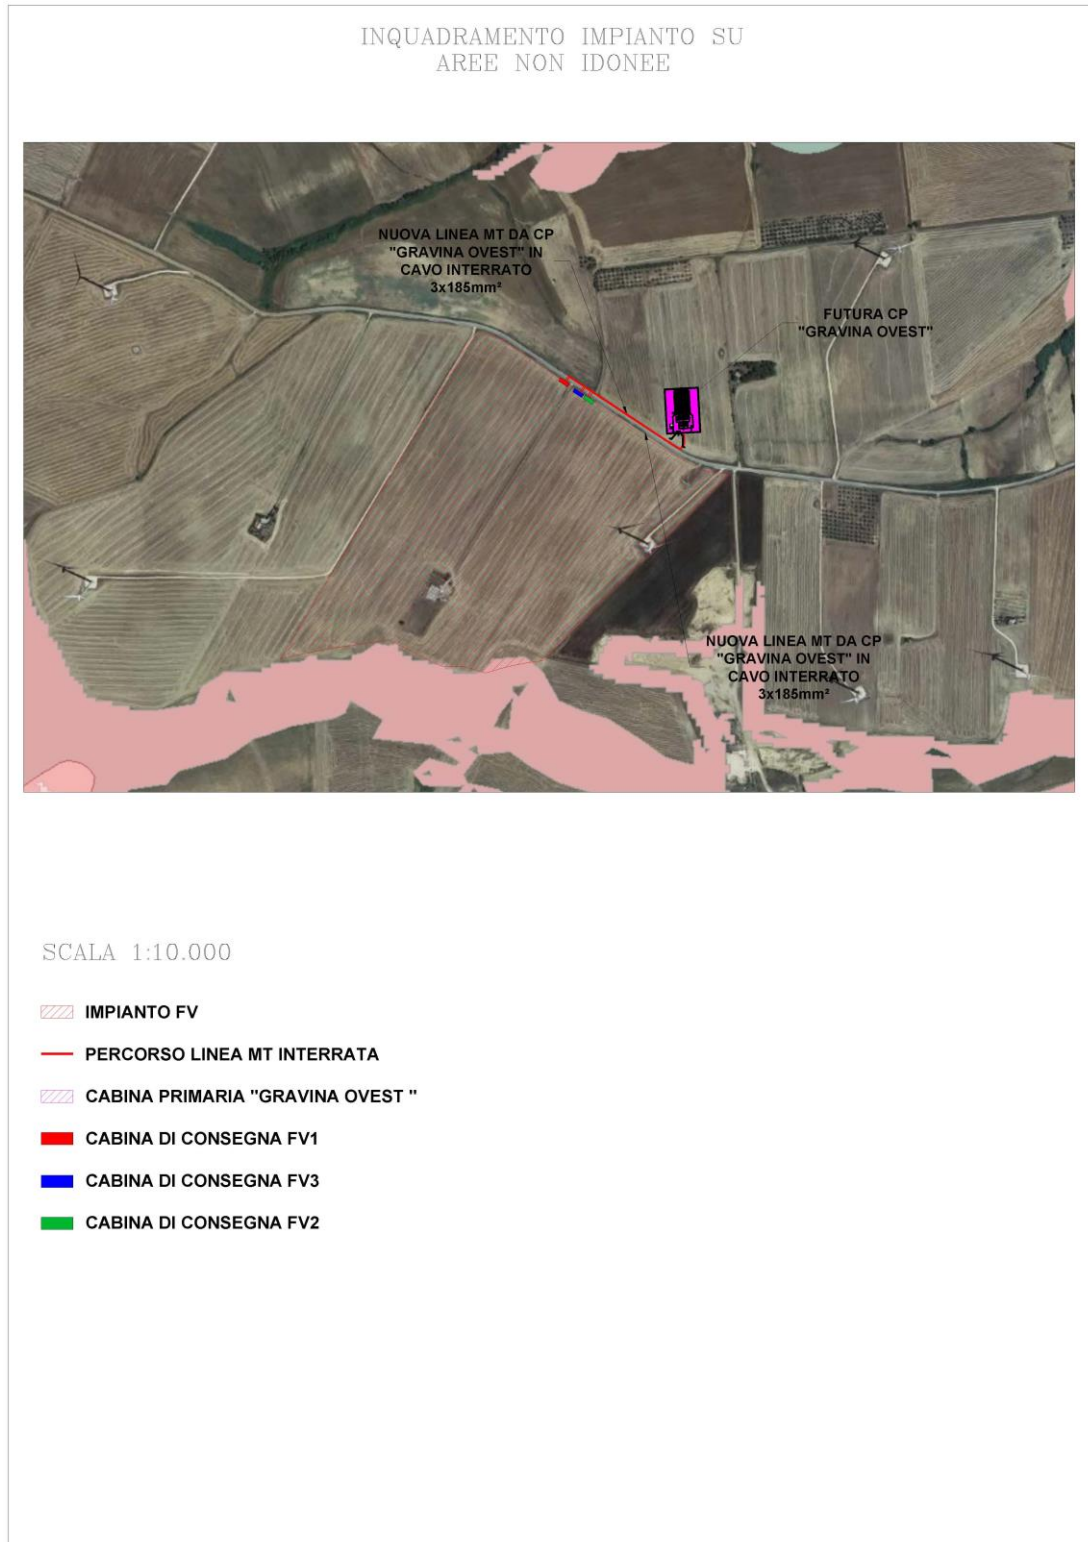 INQUADRAMENTO IMPIANTO SU
AREE NON IDONEE
NUOVA LINEA MT DA CP
"GRAVINA OVEST" IN
CAVO INTERRATO
3x185mm²
FUTURA CP
"GRAVINA OVEST"
NUOVA LINEA MT DA CP
"GRAVINA OVEST" IN
CAVO INTERRATO
3x185mm²
SCALA 1:10.000
IMPIANTO FV
PERCORSO LINEA MT INTERRATA
CABINA PRIMARIA "GRAVINA OVEST "
CABINA DI CONSEGNA FV1
CABINA DI CONSEGNA FV3
CABINA DI CONSEGNA FV2